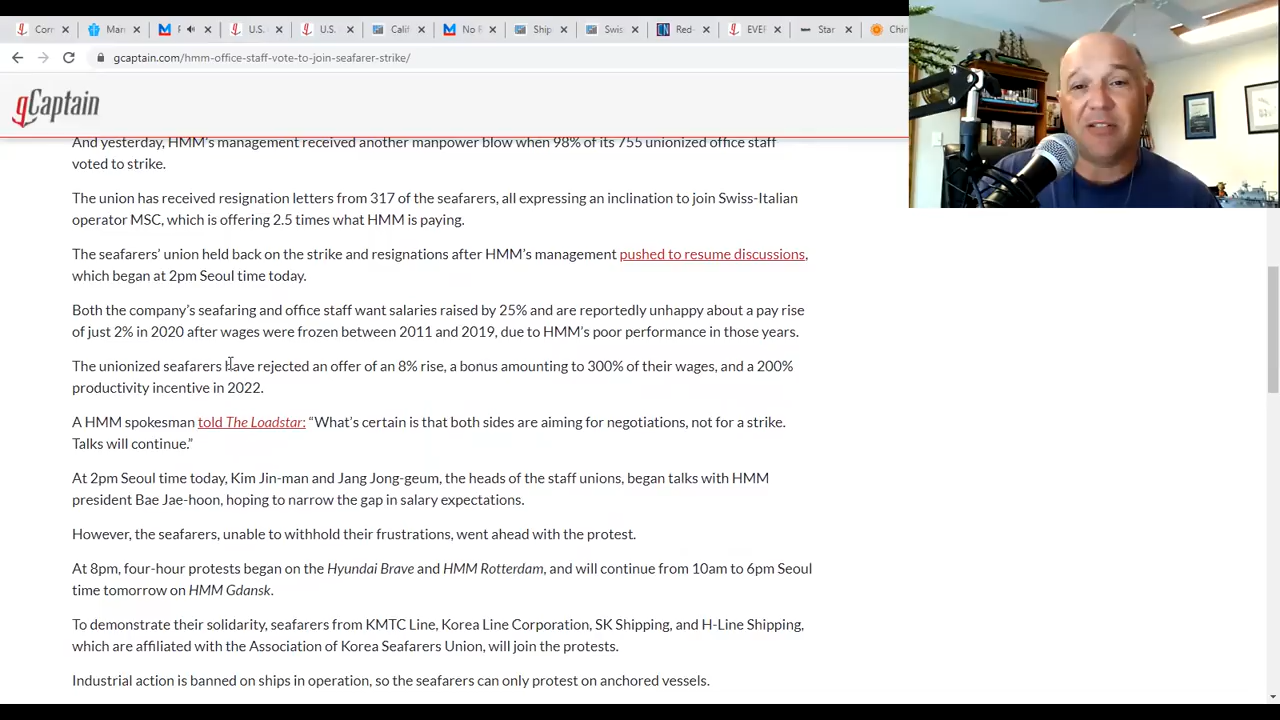 Corr
Mari
U.S.
U.S.
Calif
No F
Ship
Swis
Red-
EVEF
Star
Chir
gcaptain.com/hmm-office-staff-vote-to-join-seafarer-strike/
gCaptain
And yesterday, HMM's management received another manpower blow when 98% of its 755 unionized office staff
voted to strike.
The union has received resignation letters from 317 of the seafarers, all expressing an inclination to join Swiss-Italian
operator MSC, which is offering 2.5 times what HMM is paying.
The seafarers' union held back on the strike and resignations after HMM's management pushed to resume discussions,
which began at 2pm Seoul time today.
Both the company's seafaring and office staff want salaries raised by 25% and are reportedly unhappy about a pay rise
of just 2% in 2020 after wages were frozen between 2011 and 2019, due to HMM's poor performance in those years.
The unionized seafarers have rejected an offer of an 8% rise, a bonus amounting to 300% of their wages, and a 200%
productivity incentive in 2022.
A HMM spokesman told The Loadstar: “What's certain is that both sides are aiming for negotiations, not for a strike.
Talks will continue.”
At 2pm Seoul time today, Kim Jin-man and Jang Jong-geum, the heads of the staff unions, began talks with HMM
president Bae Jae-hoon, hoping to narrow the gap in salary expectations.
However, the seafarers, unable to withhold their frustrations, went ahead with the protest.
At 8pm, four-hour protests began on the Hyundai Brave and HMM Rotterdam, and will continue from 10am to 6pm Seoul
time tomorrow on HMM Gdansk.
To demonstrate their solidarity, seafarers from KMTC Line, Korea Line Corporation, SK Shipping, and H-Line Shipping,
which are affiliated with the Association of Korea Seafarers Union, will join the protests.
Industrial action is banned on ships in operation, so the seafarers can only protest on anchored vessels.